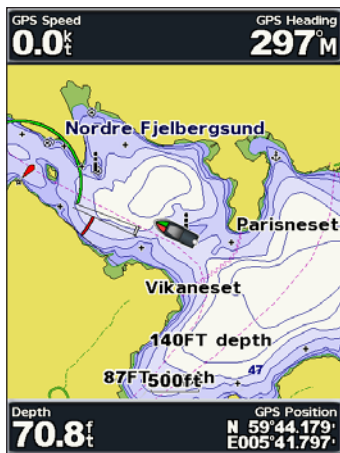 GPS Speed
0.0kt
GPS Heading
297°M
Nordre Fjelbergsund
Parisneset
Vikaneset
140FT depth
87FT
500ft
47
Depth
70.8ft
GPS Position
N 59°44.179'
E005°41.797'